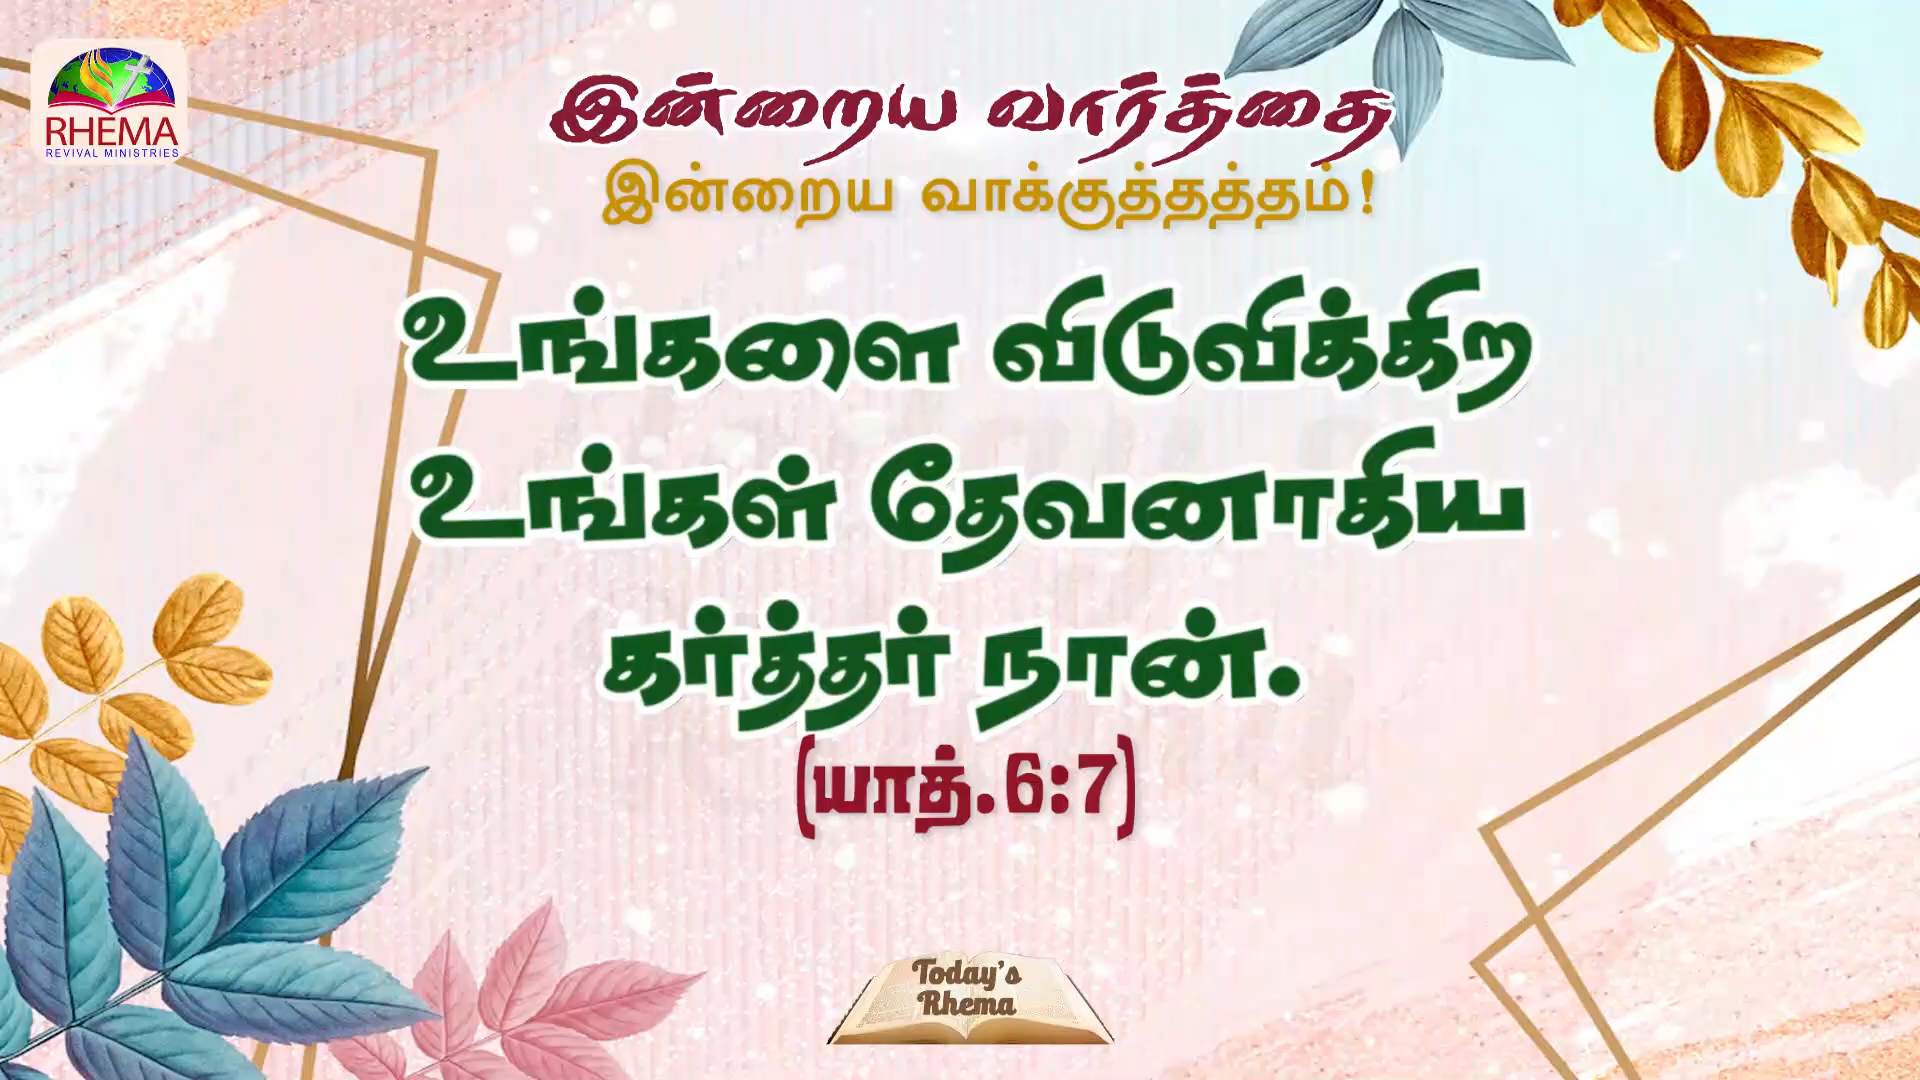 RHEMA
REVIVAL MINISTRIES
இன்றைய வார்த்தை
இன்றைய வாக்குத்தத்தம்!
உங்களை விடுவிக்கிற
உங்கள் தேவனாகிய
கர்த்தர் நான்.
(யாத்.6:7)
Today's
Rhema